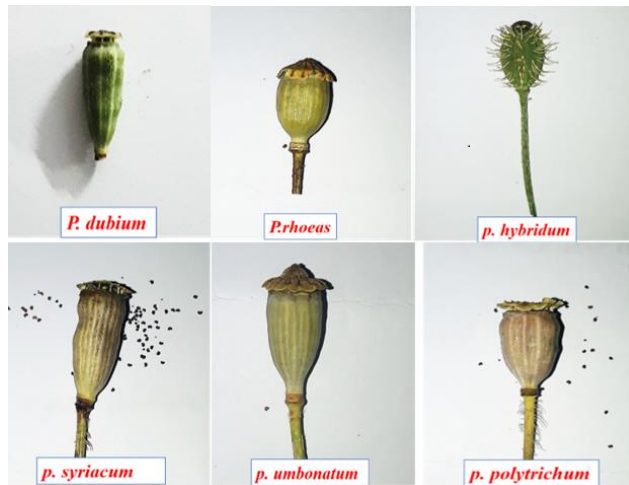 P. dubium
P.rhoeas
p. hybridum
p. syriacum
p. umbonatum
p. polytrichum